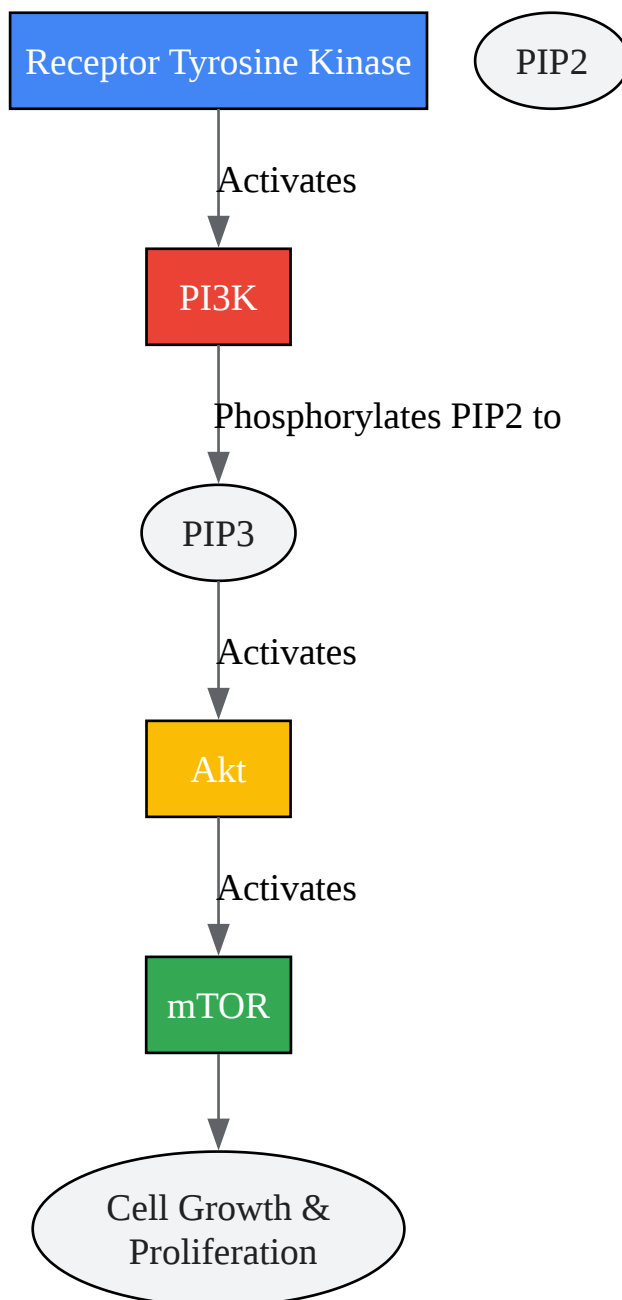 Receptor Tyrosine Kinase
PIP2
Activates
PI3K
Phosphorylates PIP2 to
PIP3
Activates
Akt
Activates
mTOR
Cell Growth &
Proliferation